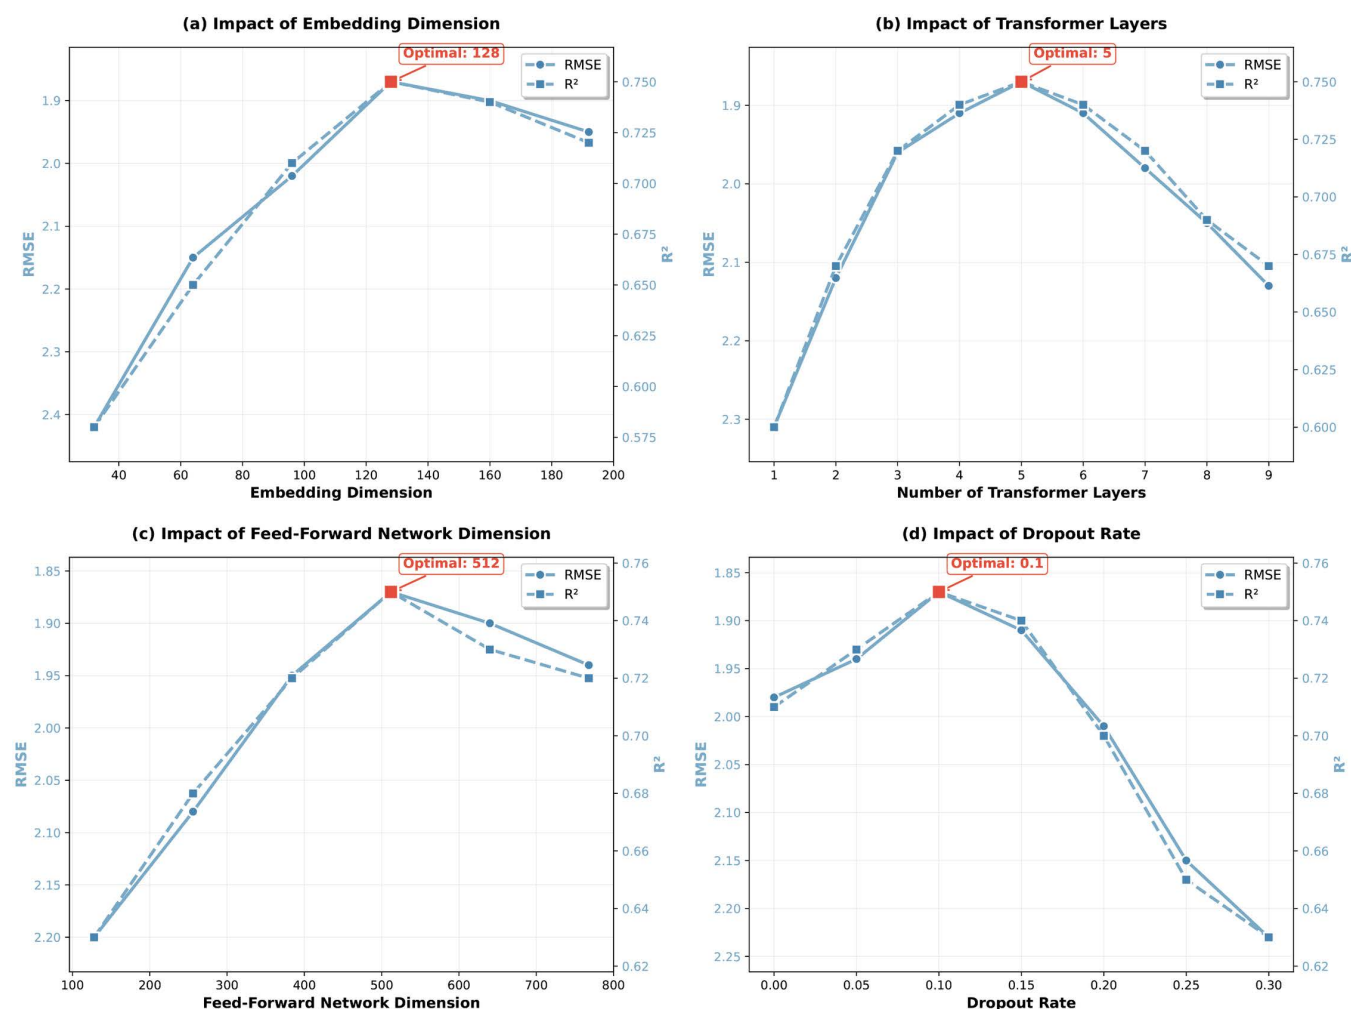 (a) Impact of Embedding Dimension
Optimal: 128
RMSE
R²
1.9
2.0
2.1
2.2
2.3
2.4
RMSE
0.750
0.725
0.700
0.675
0.650
0.625
0.600
0.575
R²
40 60 80 100 120 140 160 180 200
Embedding Dimension
(b) Impact of Transformer Layers
Optimal: 5
RMSE
R²
1.9
2.0
2.1
2.2
2.3
RMSE
0.750
0.725
0.700
0.675
0.650
0.625
0.600
R²
1 2 3 4 5 6 7 8 9
Number of Transformer Layers
(c) Impact of Feed-Forward Network Dimension
Optimal: 512
RMSE
R²
1.85
1.90
1.95
2.00
2.05
2.10
2.15
2.20
RMSE
0.76
0.74
0.72
0.70
0.68
0.66
0.64
0.62
R²
100 200 300 400 500 600 700 800
Feed-Forward Network Dimension
(d) Impact of Dropout Rate
Optimal: 0.1
RMSE
R²
1.85
1.90
1.95
2.00
2.05
2.10
2.15
2.20
2.25
RMSE
0.76
0.74
0.72
0.70
0.68
0.66
0.64
0.62
R²
0.00 0.05 0.10 0.15 0.20 0.25 0.30
Dropout Rate